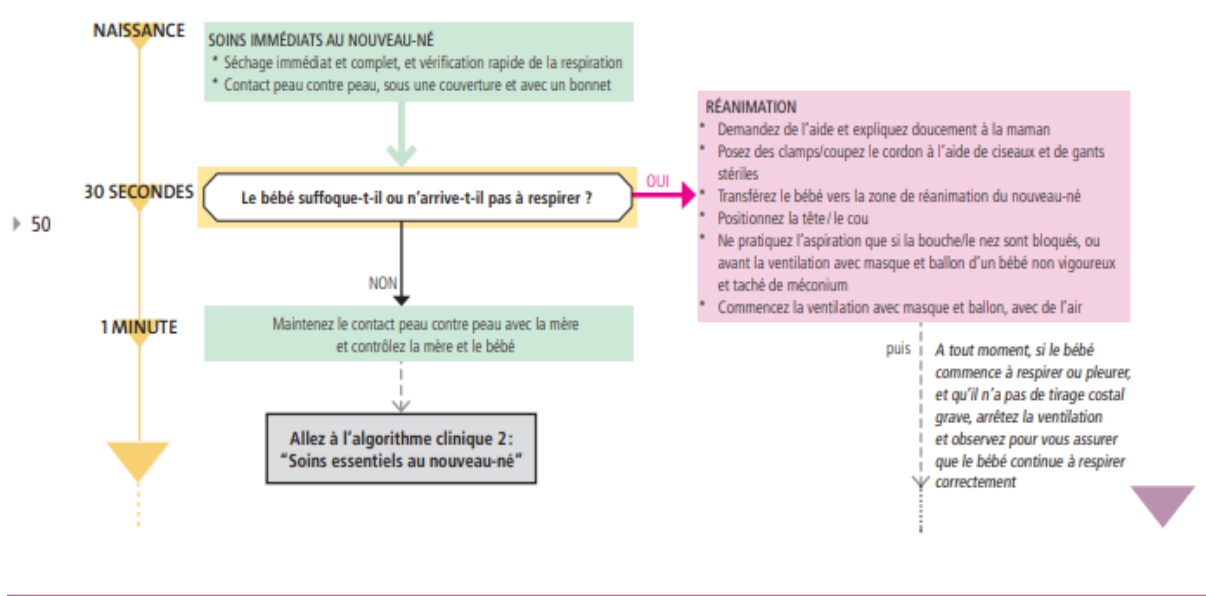 NAISSANCE
SOINS IMMÉDIATS AU NOUVEAU-NÉ
* Séchage immédiat et complet, et vérification rapide de la respiration
* Contact peau contre peau, sous une couverture et avec un bonnet
30 SECONDES
Le bébé suffoque-t-il ou n'arrive-t-il pas à respirer ?
OUI
RÉANIMATION
* Demandez de l'aide et expliquez doucement à la maman
* Posez des clamps/coupez le cordon à l'aide de ciseaux et de gants
stériles
* Transférez le bébé vers la zone de réanimation du nouveau-né
* Positionnez la tête / le cou
* Ne pratiquez l'aspiration que si la bouche/le nez sont bloqués, ou
avant la ventilation avec masque et ballon d'un bébé non vigoureux
et taché de méconium
* Commencez la ventilation avec masque et ballon, avec de l'air
50
NON
1 MINUTE
Maintenez le contact peau contre peau avec la mère
et contrôlez la mère et le bébé
Allez à l'algorithme clinique 2 :
"Soins essentiels au nouveau-né"
puis
A tout moment, si le bébé
commence à respirer ou pleurer,
et qu'il n'a pas de tirage costal
grave, arrêtez la ventilation
et observez pour vous assurer
que le bébé continue à respirer
correctement